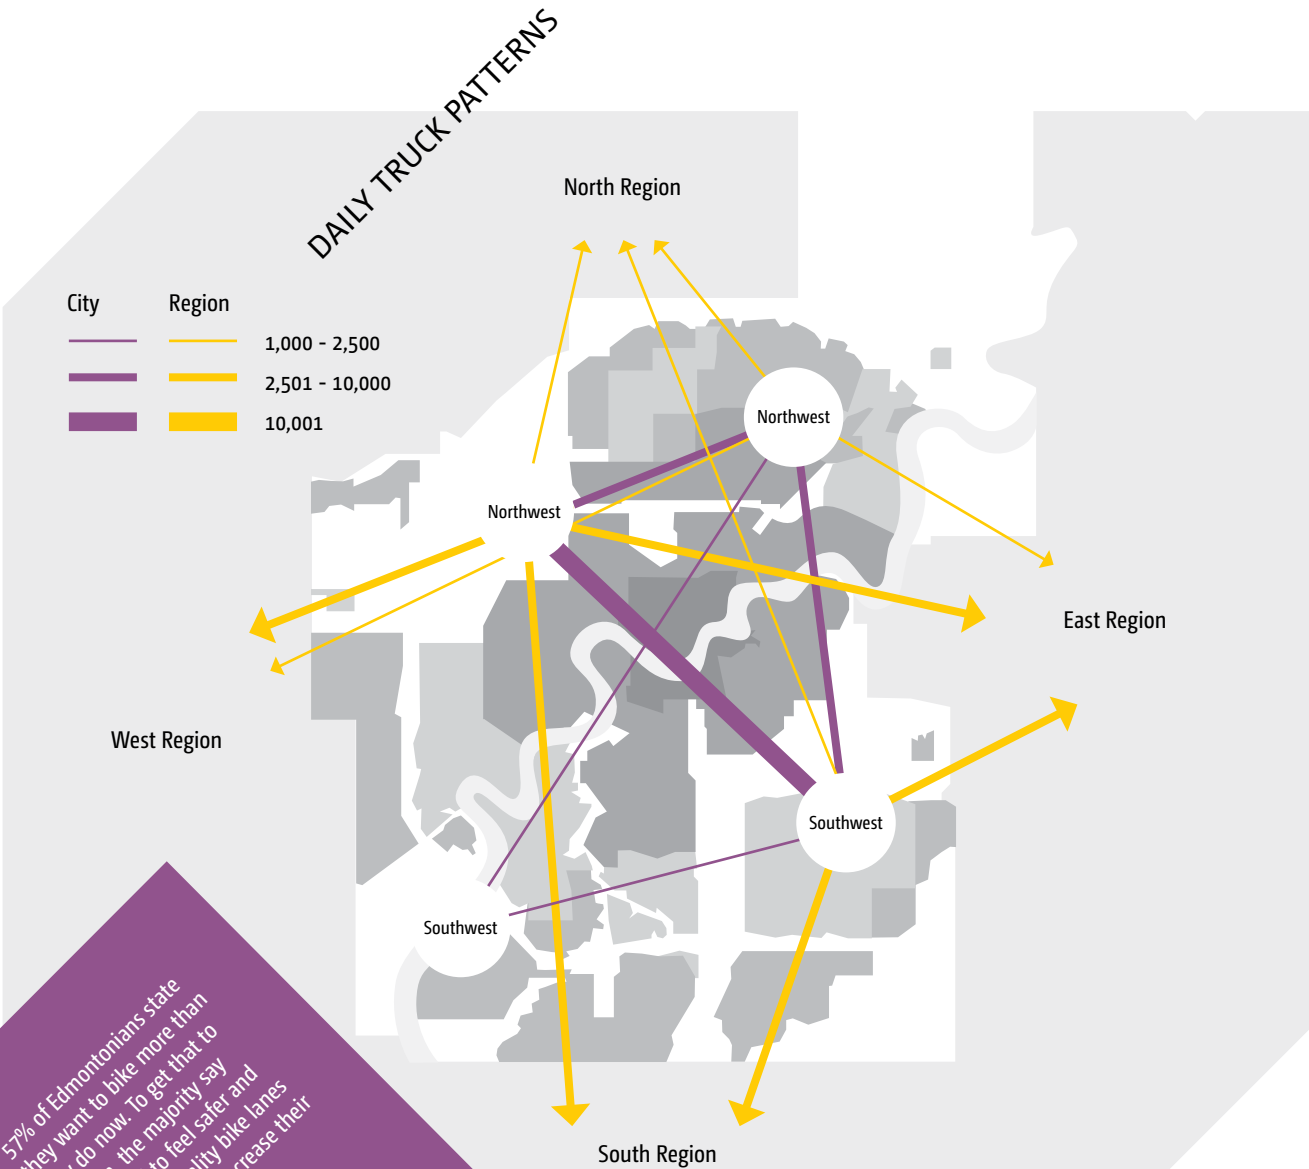 DAILY TRUCK PATTERNS
North Region
City Region
1,000 - 2,500
2,501 - 10,000
10,001
Northwest
Northwest
East Region
West Region
Southwest
Southwest
South Region
57% of Edmontonians state
they want to bike more than
do now. To get that to
the majority say
to feel safer and
bike lanes
their